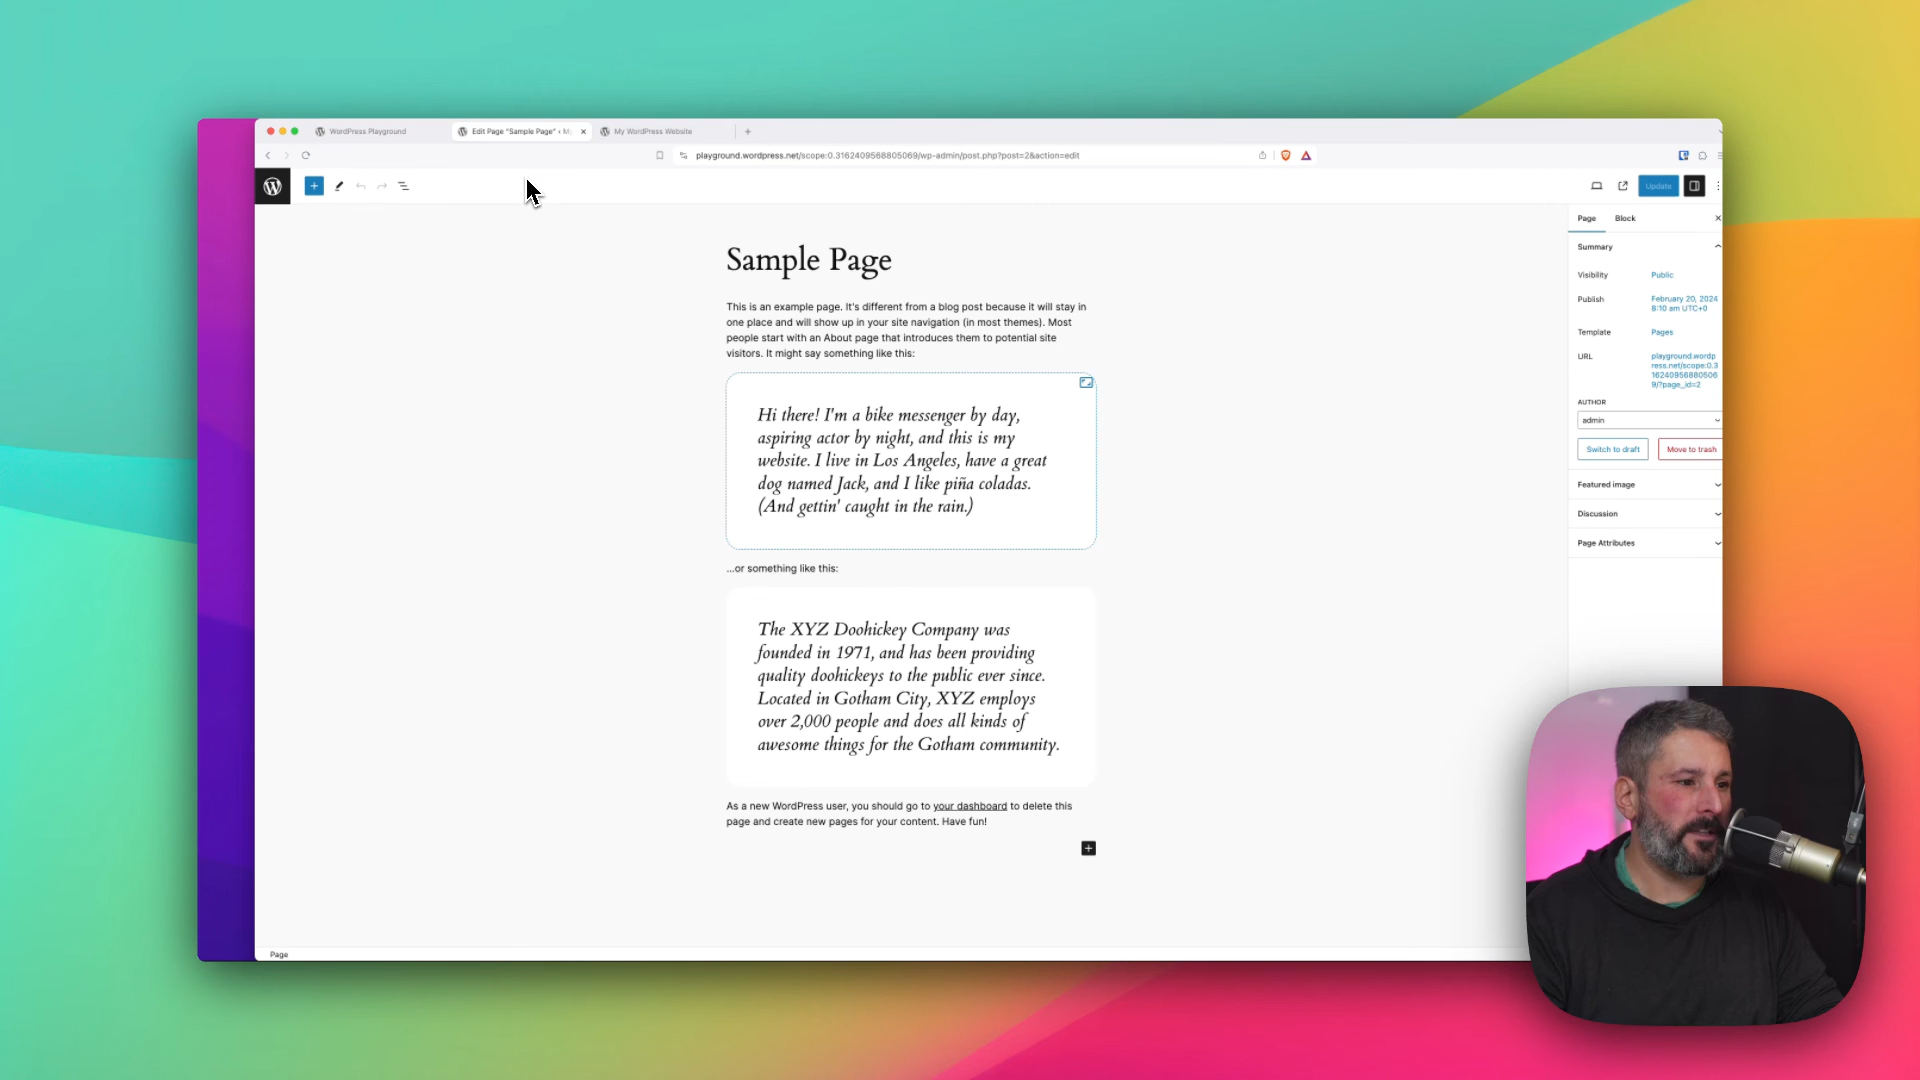 WordPress Playground
Edit Page "Sample Page" ‹ M
My WordPress Website
playground.wordpress.net/scope:0.3162409568805069/wp-admin/post.php?post=2&action=edit
Update
Page
Block
Sample Page
This is an example page. It's different from a blog post because it will stay in
one place and will show up in your site navigation (in most themes). Most
people start with an About page that introduces them to potential site
visitors. It might say something like this:
Hi there! I'm a bike messenger by day,
aspiring actor by night, and this is my
website. I live in Los Angeles, have a great
dog named Jack, and I like piña coladas.
(And gettin' caught in the rain.)
...or something like this:
The XYZ Doohickey Company was
founded in 1971, and has been providing
quality doohickeys to the public ever since.
Located in Gotham City, XYZ employs
over 2,000 people and does all kinds of
awesome things for the Gotham community.
As a new WordPress user, you should go to your dashboard to delete this
page and create new pages for your content. Have fun!
Summary
Visibility
Public
Publish
February 20, 2024
8:10 am UTC+0
Template
Pages
URL
playground.wordp
ress.net/scope:0.3
16240956880506
9/?page_id=2
AUTHOR
admin
Switch to draft
Move to trash
Featured image
Discussion
Page Attributes
Page